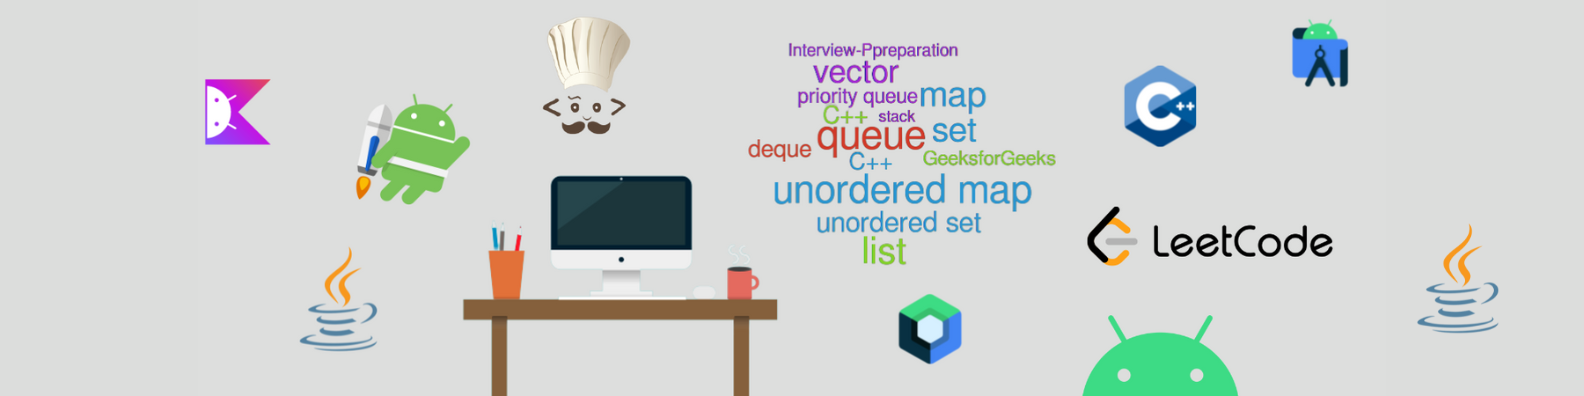 Interview-Ppreparation
vector
priority queue map
C++ stack
queue set
deque
C++ GeeksforGeeks
unordered map
unordered set
list
C++
LeetCode